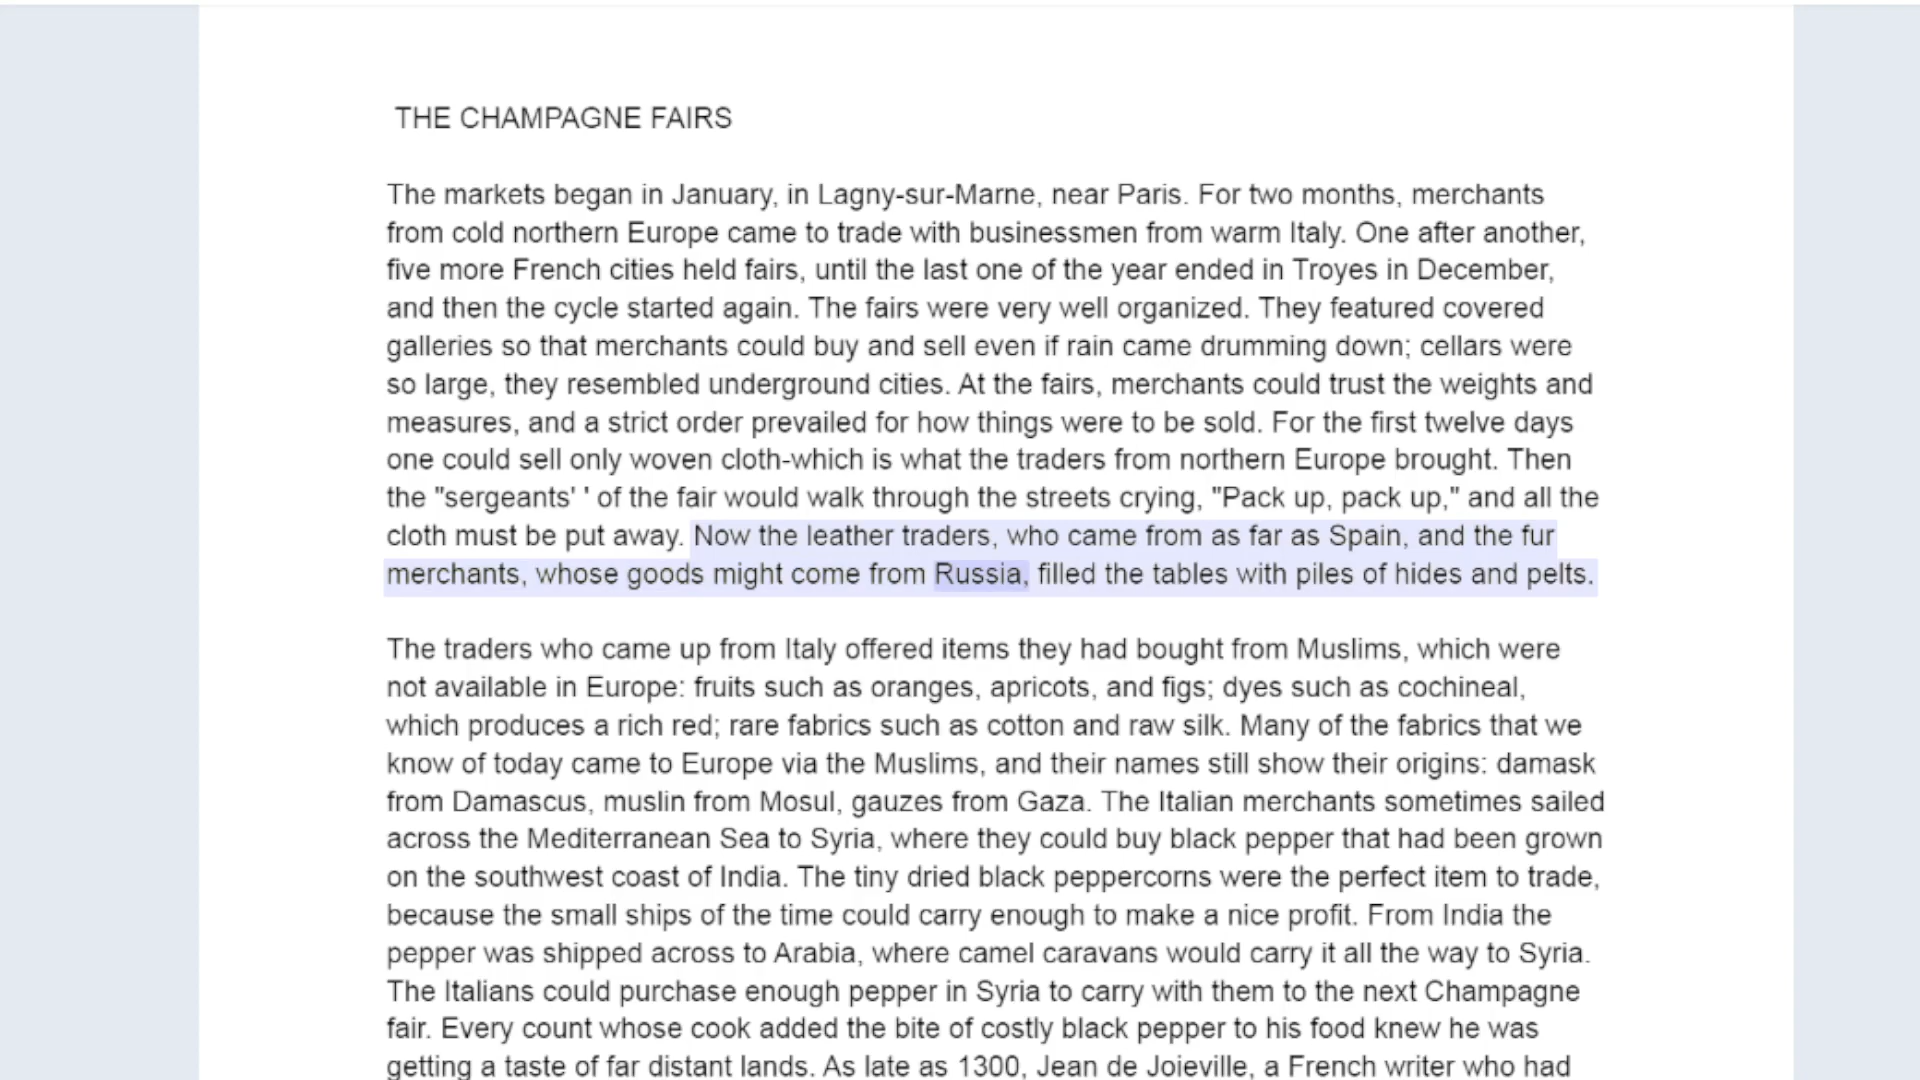 THE CHAMPAGNE FAIRS
The markets began in January, in Lagny-sur-Marne, near Paris. For two months, merchants
from cold northern Europe came to trade with businessmen from warm Italy. One after another,
five more French cities held fairs, until the last one of the year ended in Troyes in December,
and then the cycle started again. The fairs were very well organized. They featured covered
galleries so that merchants could buy and sell even if rain came drumming down; cellars were
so large, they resembled underground cities. At the fairs, merchants could trust the weights and
measures, and a strict order prevailed for how things were to be sold. For the first twelve days
one could sell only woven cloth-which is what the traders from northern Europe brought. Then
the "sergeants' ' of the fair would walk through the streets crying, "Pack up, pack up," and all the
cloth must be put away. Now the leather traders, who came from as far as Spain, and the fur
merchants, whose goods might come from Russia, filled the tables with piles of hides and pelts.
The traders who came up from Italy offered items they had bought from Muslims, which were
not available in Europe: fruits such as oranges, apricots, and figs; dyes such as cochineal,
which produces a rich red; rare fabrics such as cotton and raw silk. Many of the fabrics that we
know of today came to Europe via the Muslims, and their names still show their origins: damask
from Damascus, muslin from Mosul, gauzes from Gaza. The Italian merchants sometimes sailed
across the Mediterranean Sea to Syria, where they could buy black pepper that had been grown
on the southwest coast of India. The tiny dried black peppercorns were the perfect item to trade,
because the small ships of the time could carry enough to make a nice profit. From India the
pepper was shipped across to Arabia, where camel caravans would carry it all the way to Syria.
The Italians could purchase enough pepper in Syria to carry with them to the next Champagne
fair. Every count whose cook added the bite of costly black pepper to his food knew he was
getting a taste of far distant lands. As late as 1300, Jean de Joieville, a French writer who had